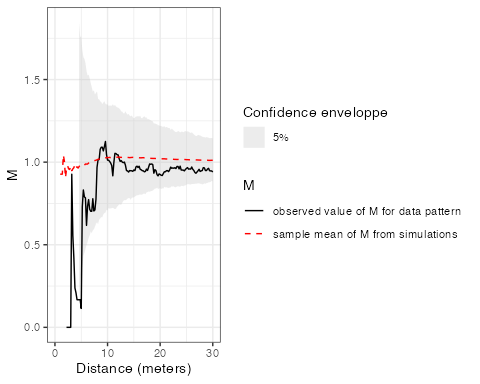 1.5
1.0
0.5
0.0
M
0
10
20
30
Distance (meters)
Confidence enveloppe
5%
M
observed value of M for data pattern
sample mean of M from simulations